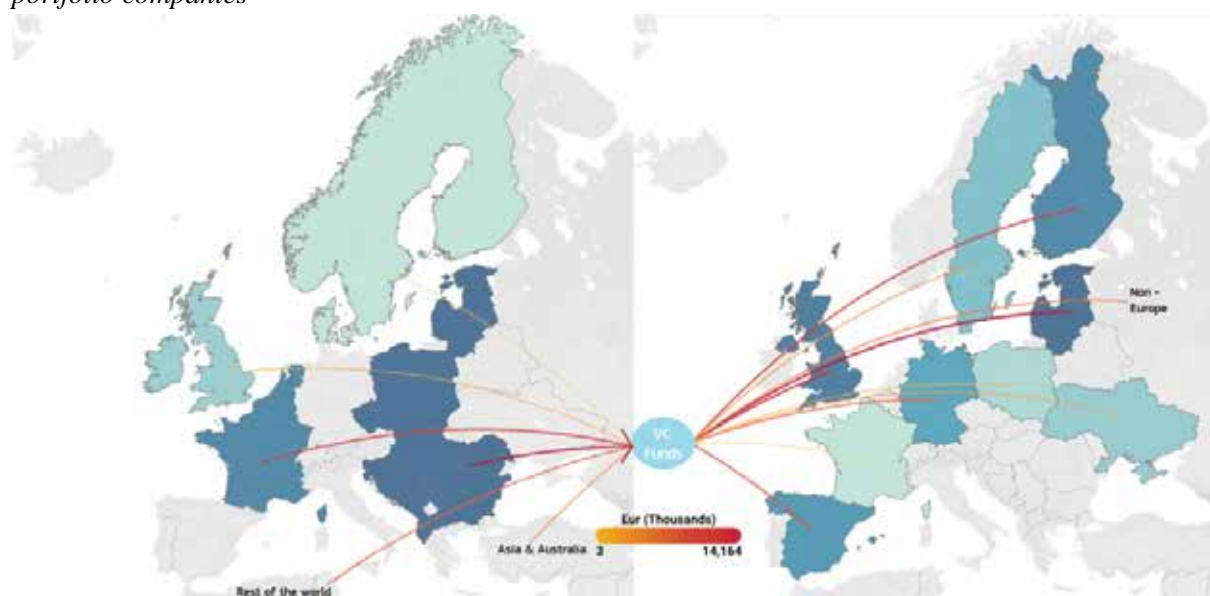 portfolio companies
Non -
Europe
VC
Funds
Eur (Thousands)
3 14,164
Asia & Australia
Rest of the world